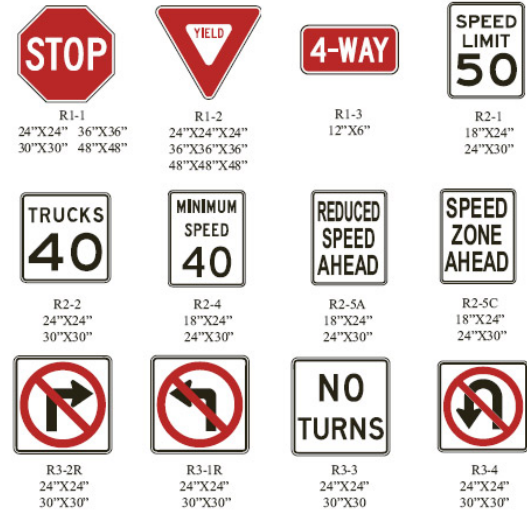 STOP
R1-1
24"X24" 36"X36"
30"X30" 48"X48"
YIELD
R1-2
24"X24"X24"
36"X36"X36"
48"X48"X48"
4-WAY
R1-3
12"X6"
SPEED
LIMIT
50
R2-1
18"X24"
24"X30"
TRUCKS
40
R2-2
24"X24"
30"X30"
MINIMUM
SPEED
40
R2-4
18"X24"
24"X30"
REDUCED
SPEED
AHEAD
R2-5A
18"X24"
24"X30"
SPEED
ZONE
AHEAD
R2-5C
18"X24"
24"X30"
R3-2R
24"X24"
30"X30"
R3-1R
24"X24"
30"X30"
NO
TURNS
R3-3
24"X24"
30"X30
R3-4
24"X24"
30"X30"